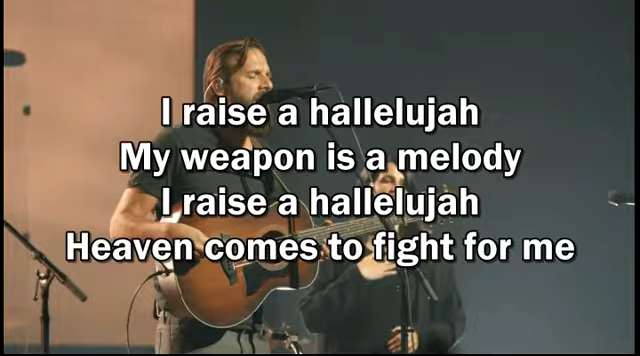 I raise a hallelujah
My weapon is a melody
I raise a hallelujah
Heaven comes to fight for me